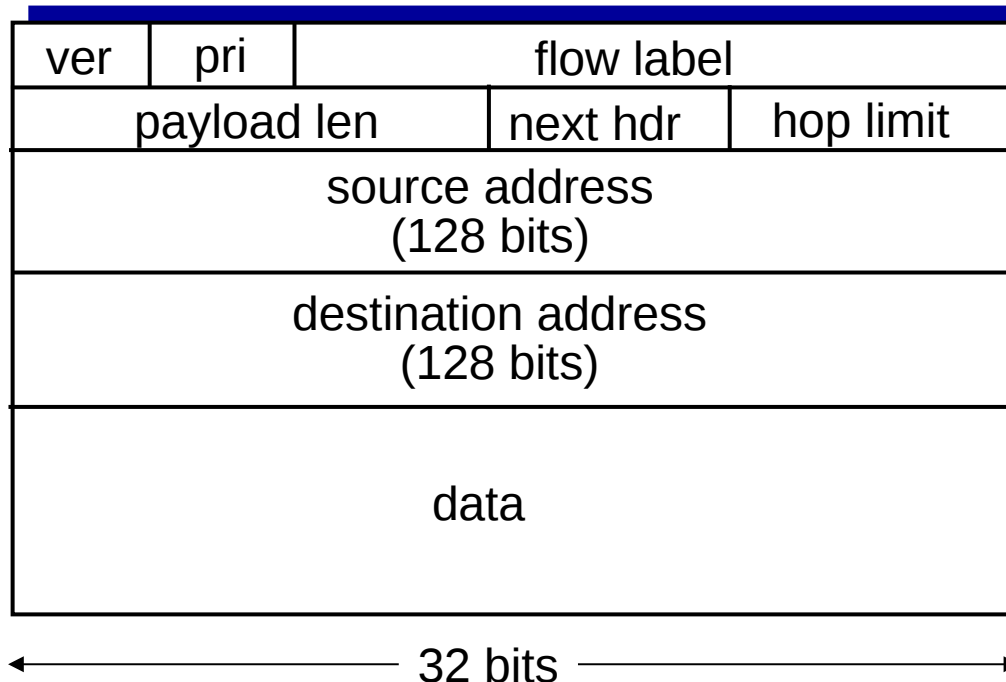 ver pri flow label
payload len next hdr hop limit
source address
(128 bits)
destination address
(128 bits)
data
32 bits